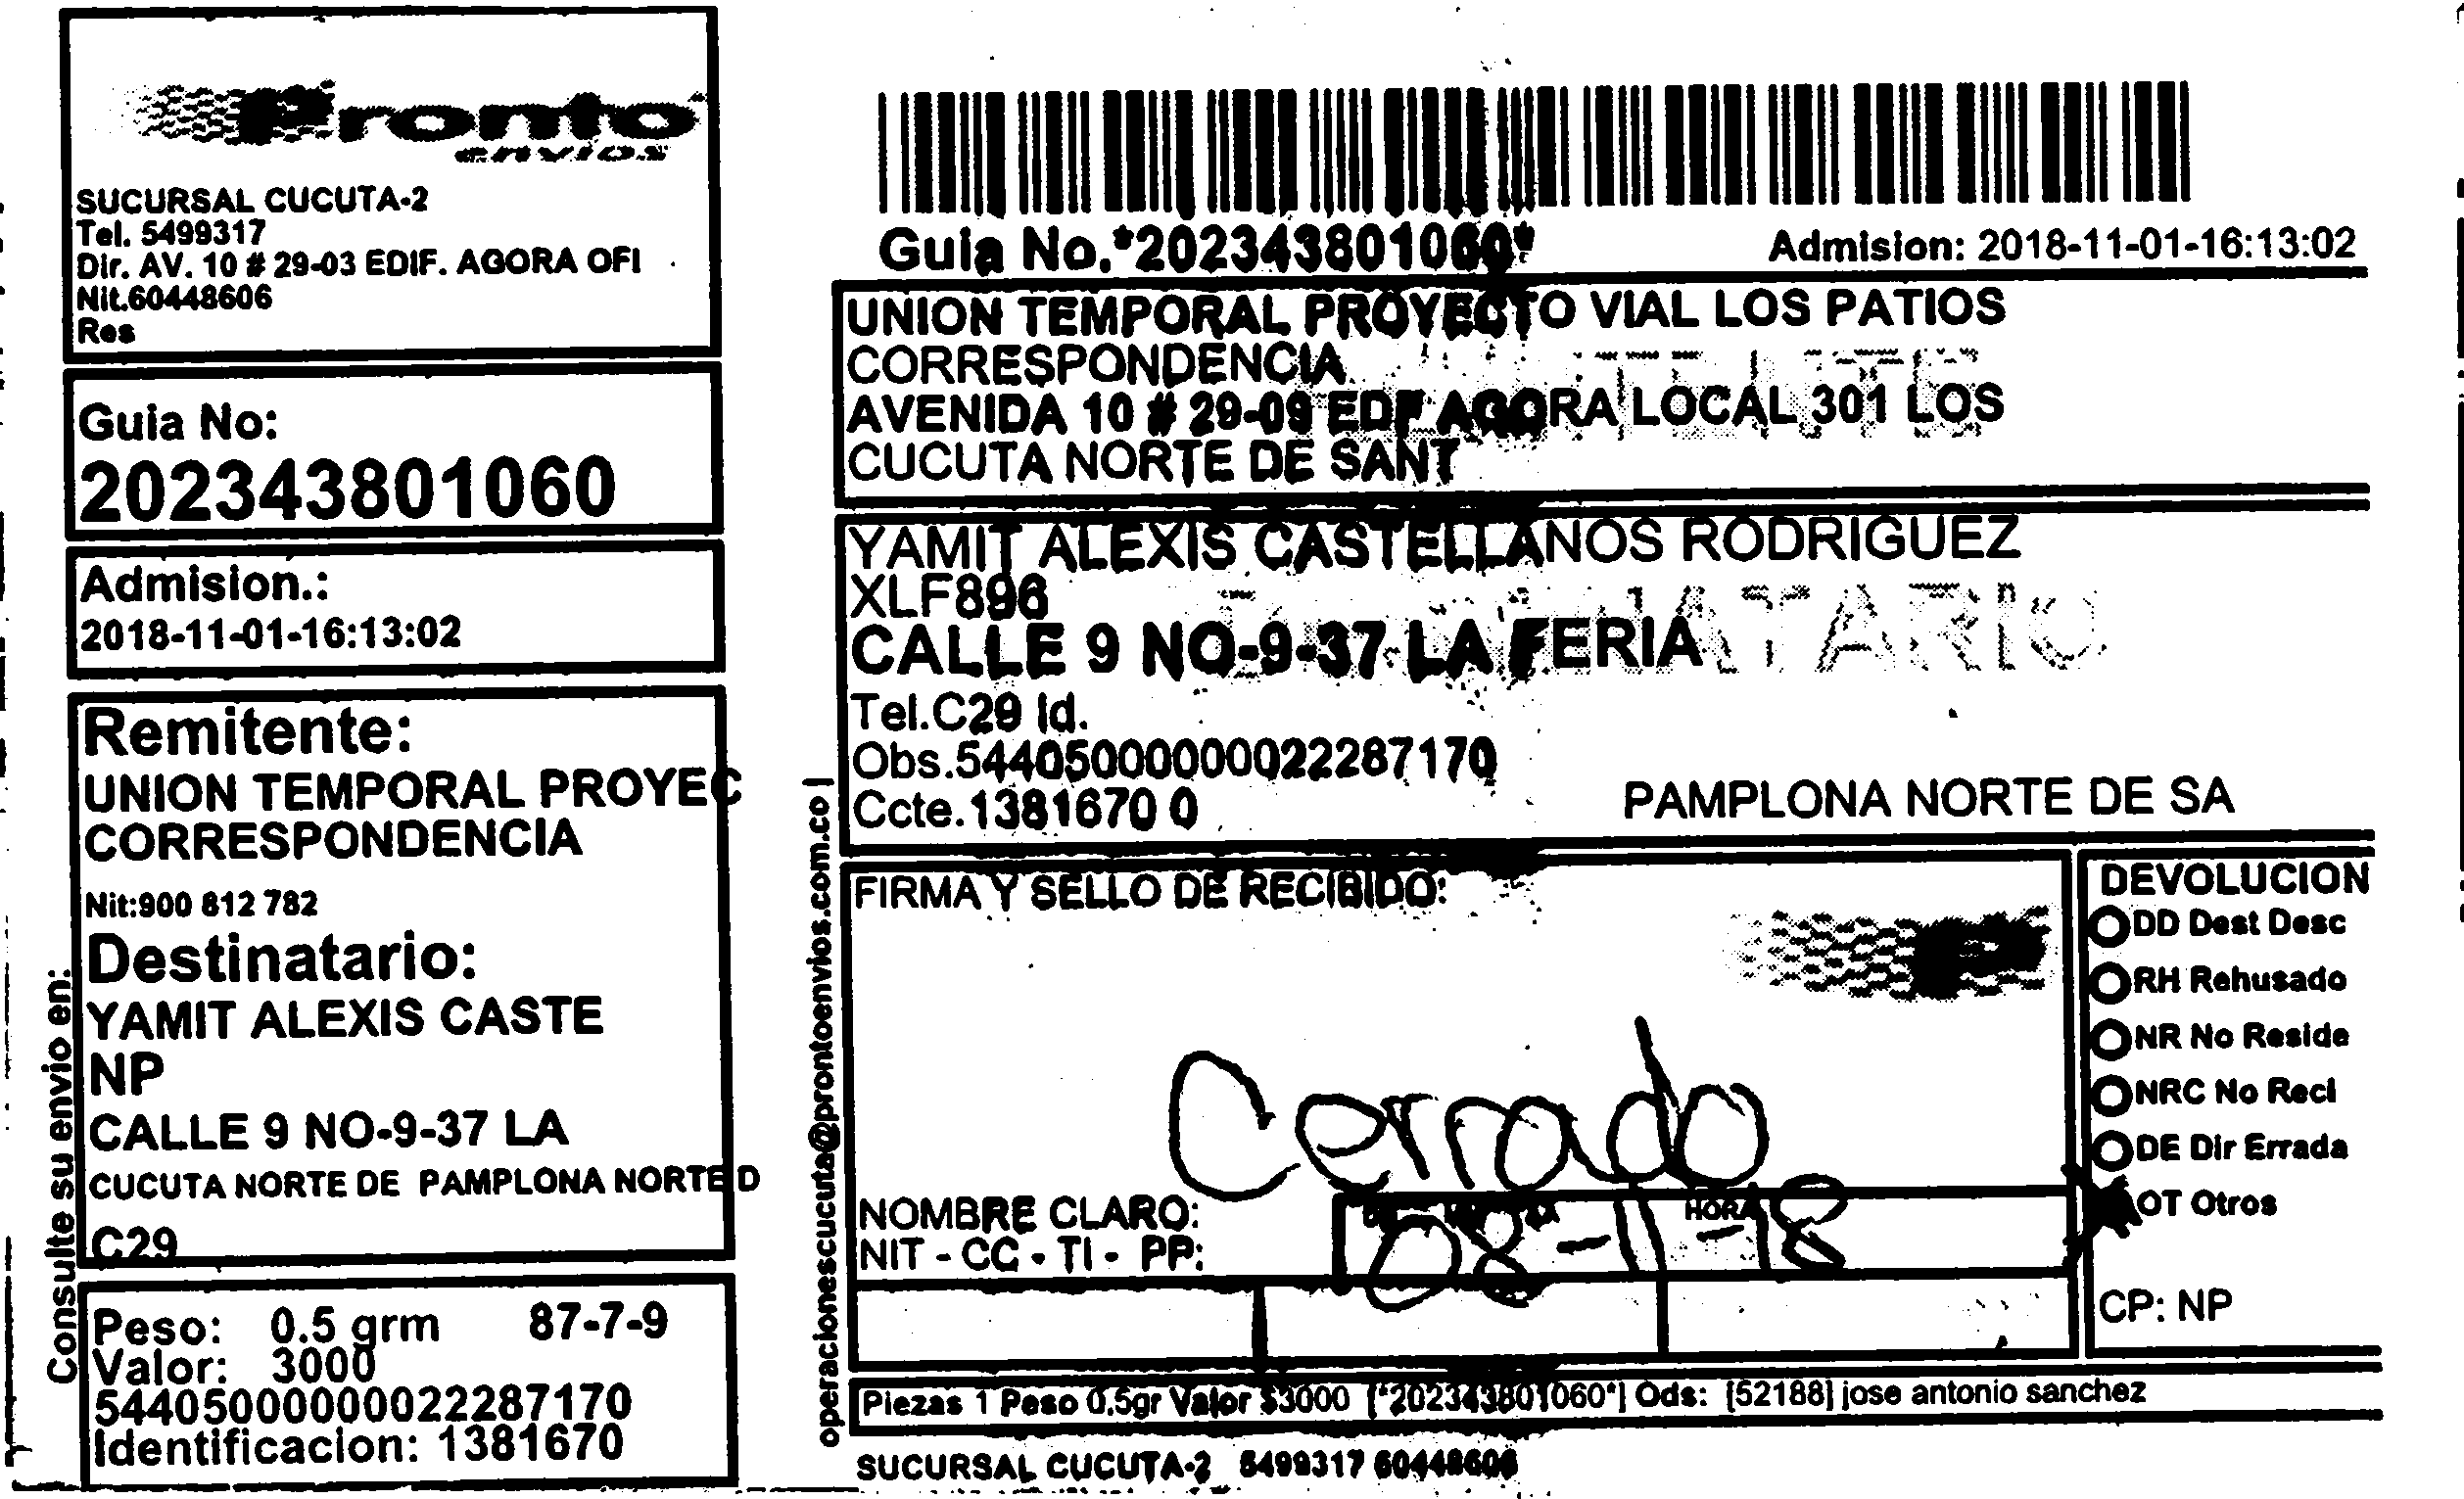 Pronto
envios
SUCURSAL CUCUTA-2
Tel. 5499317
Dir. AV. 10 # 29-03 EDIF. AGORA OFI
Nit.60448606
Res
Guia No:
202343801060
Admision.:
2018-11-01-16:13:02
Remitente:
UNION TEMPORAL PROYEC
CORRESPONDENCIA
Nit:900 812 782
Destinatario:
YAMIT ALEXIS CASTE
NP
CALLE 9 NO-9-37 LA
CUCUTA NORTE DE PAMPLONA NORTE D
C29
Peso: 0.5 grm 87-7-9
Valor: 3000
544050000000022287170
Identificacion: 1381670
Consulte su envio en:
operacionescucuta@prontoenvios.com.co |
Guia No.*202343801060*
Admision: 2018-11-01-16:13:02
UNION TEMPORAL PROYECTO VIAL LOS PATIOS
CORRESPONDENCIA
AVENIDA 10 # 29-09 EDF AGORA LOCAL 301 LOS
CUCUTA NORTE DE SANT
YAMIT ALEXIS CASTELLANOS RODRIGUEZ
XLF896
CALLE 9 NO-9-37 LA FERIA
Tel.C29 Id.
Obs.544050000000022287170
Ccte.1381670 0
PAMPLONA NORTE DE SA
FIRMA Y SELLO DE RECIBIDO:
Cerrado
NOMBRE CLARO:
HORA
NIT - CC - TI - PP:
08-11-18
DEVOLUCION
DD Dest Desc
RH Rehusado
NR No Reside
NRC No Recl
DE Dir Errada
OT Otros
CP: NP
Piezas 1 Peso 0.5gr Valor $3000 [*202343801060*] Ods: [52188] jose antonio sanchez
SUCURSAL CUCUTA-2 5499317 60448606